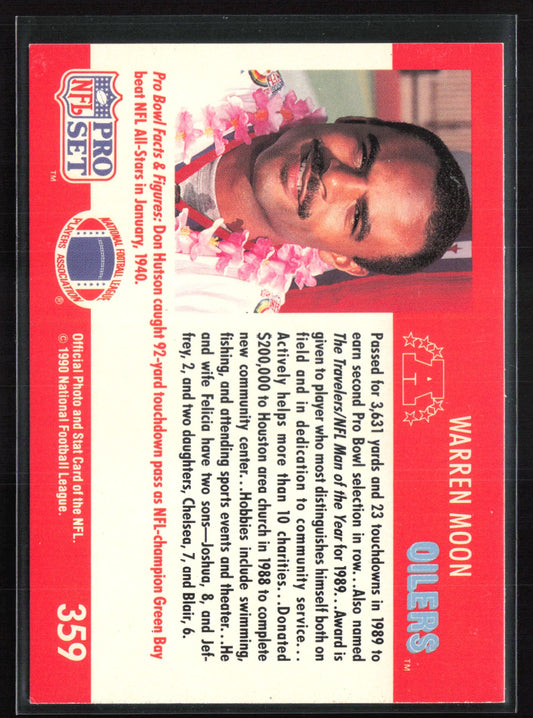 WARREN MOON OILERS™
A
Passed for 3,631 yards and 23 touchdowns in 1989 to
earn second Pro Bowl selection in row...Also named
The Travelers/NFL Man of the Year for 1989...Award is
given to player who most distinguishes himself both on
field and in dedication to community service...
Actively helps more than 10 charities...Donated
$200,000 to Houston area church in 1988 to complete
new community center...Hobbies include swimming,
fishing, and attending sports events and theater...He
and wife Felicia have two sons—Joshua, 8, and Jef-
frey, 2, and two daughters, Chelsea, 7, and Blair, 6.
Pro Bowl Facts & Figures: Don Hutson caught 92-yard touchdown pass as NFL-champion Green Bay
beat NFL All-Stars in January, 1940.
PRO
NFL
SET
™
NATIONAL FOOTBALL LEAGUE
PLAYERS ASSOCIATION
®
Official Photo and Stat Card of the NFL.
© 1990 National Football League.
359